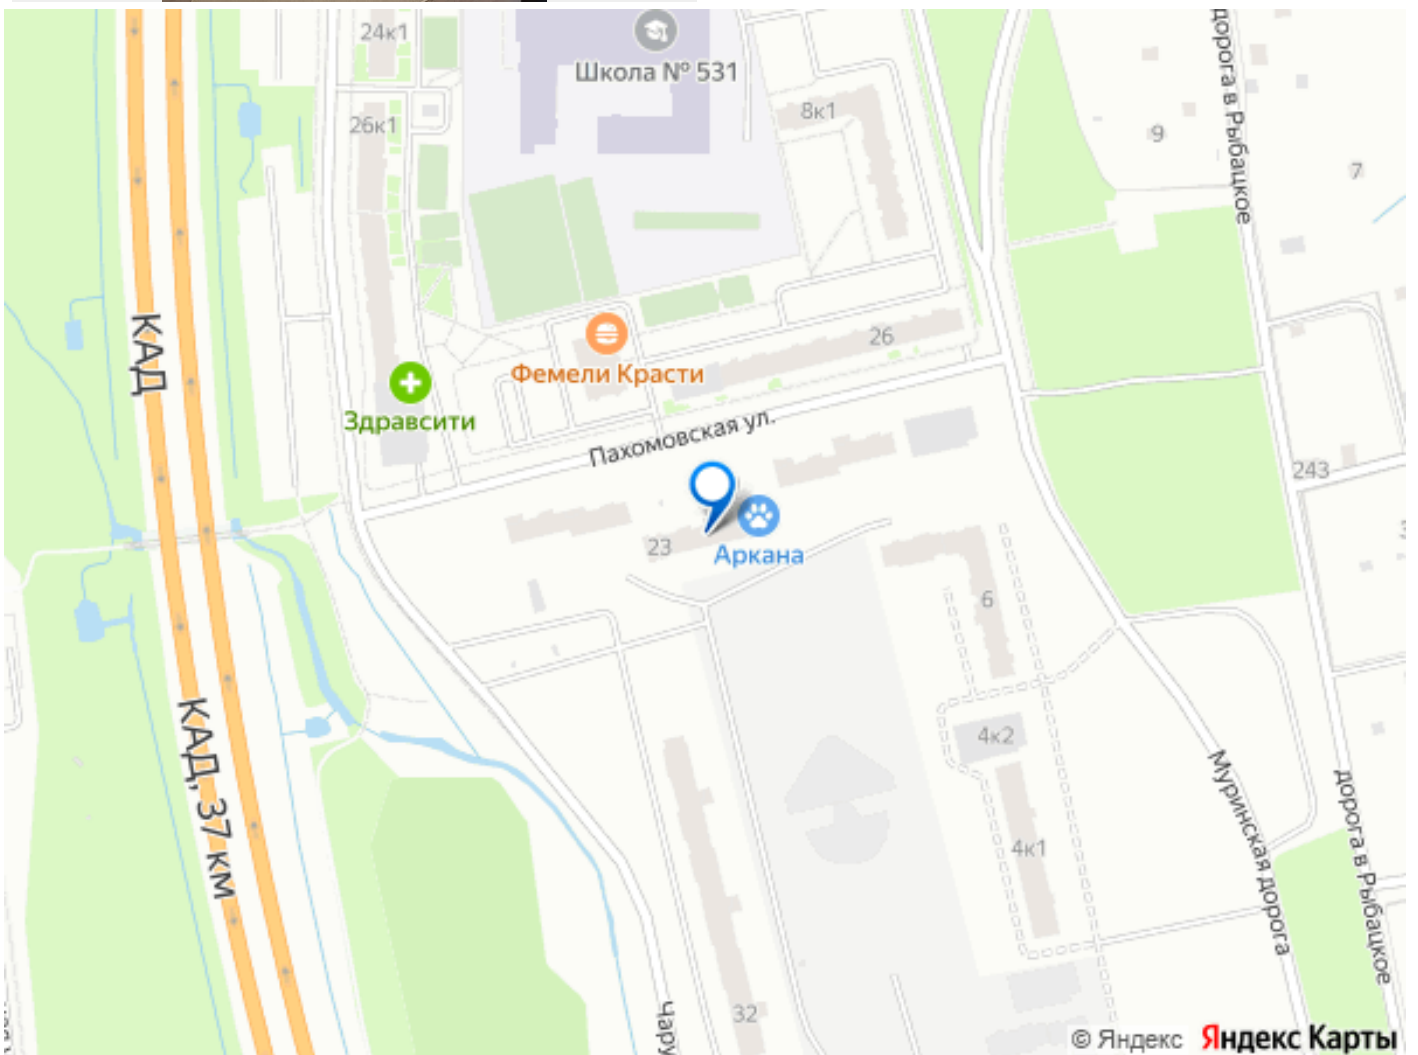 24к1
Школа № 531
дорога в Рыбацкое
8к1
26к1
9
7
КАД
26
Фемели Красти
Здравсити
Пахомовская ул.
243
23
Аркана
6
КАД, 37 км
4к2
Муринская дорога
дорога в Рыбацкое
4к1
32
Чару
© Яндекс Яндекс Карты